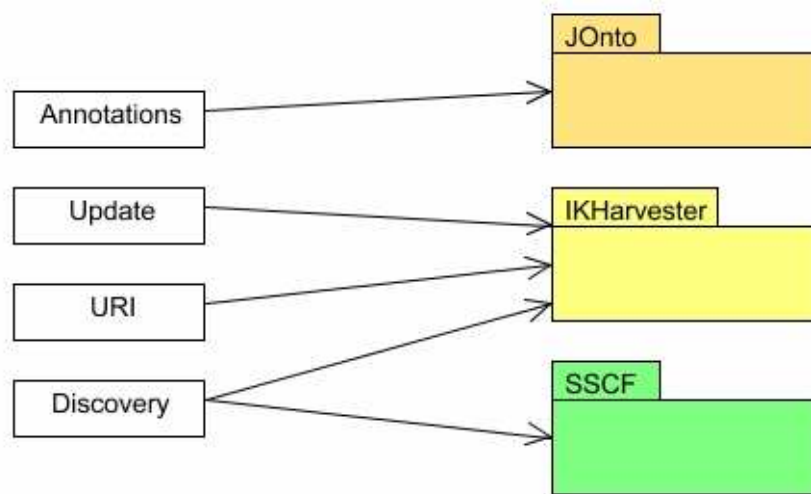 JOnto
Annotations
Update
IKHarvester
URI
Discovery
SSCF